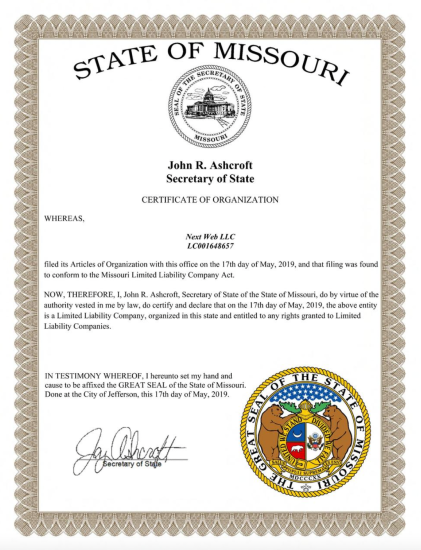 STATE OF MISSOURI
SEAL OF THE SECRETARY OF STATE
MISSOURI
John R. Ashcroft
Secretary of State
CERTIFICATE OF ORGANIZATION
WHEREAS,
Next Web LLC
LC001648657
filed its Articles of Organization with this office on the 17th day of May, 2019, and that filing was found
to conform to the Missouri Limited Liability Company Act.
NOW, THEREFORE, I, John R. Ashcroft, Secretary of State of the State of Missouri, do by virtue of the
authority vested in me by law, do certify and declare that on the 17th day of May, 2019, the above entity
is a Limited Liability Company, organized in this state and entitled to any rights granted to Limited
Liability Companies.
IN TESTIMONY WHEREOF, I hereunto set my hand and
cause to be affixed the GREAT SEAL of the State of Missouri.
Done at the City of Jefferson, this 17th day of May, 2019.
Jay Ashcroft
Secretary of State
THE GREAT SEAL OF THE STATE OF MISSOURI
UNITED WE STAND DIVIDED WE FALL
MDCCCXX